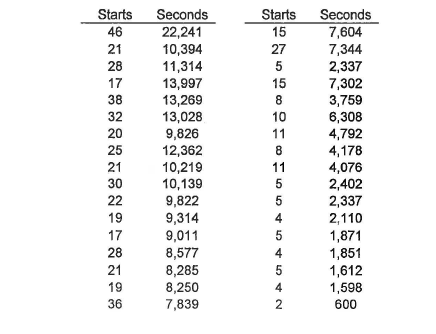 Starts Seconds Starts Seconds
46 22,241 15 7,604
21 10,394 27 7,344
28 11,314 5 2,337
17 13,997 15 7,302
38 13,269 8 3,759
32 13,028 10 6,308
20 9,826 11 4,792
25 12,362 8 4,178
21 10,219 11 4,076
30 10,139 5 2,402
22 9,822 5 2,337
19 9,314 4 2,110
17 9,011 5 1,871
28 8,577 4 1,851
21 8,285 5 1,612
19 8,250 4 1,598
36 7,839 2 600